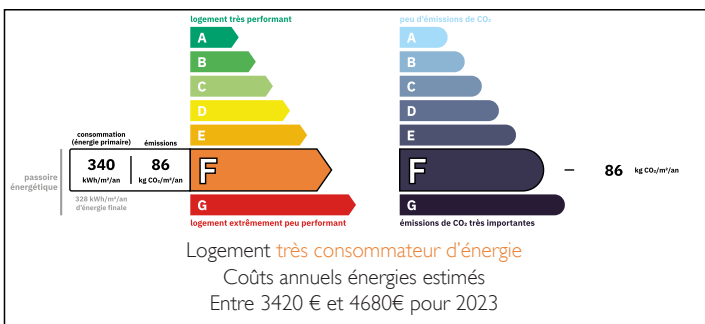 logement très performant
A
B
C
D
E
consommation
(énergie primaire)
émissions
340
86
kWh/m²/an
kg CO₂/m²/an
F
passoire
énergétique
328 kWh/m²/an
d'énergie finale
G
logement extrêmement peu performant
peu d'émissions de CO₂
A
B
C
D
E
F
86 kg CO₂/m²/an
G
émissions de CO₂ très importantes
Logement très consommateur d'énergie
Coûts annuels énergies estimés
Entre 3420 € et 4680€ pour 2023